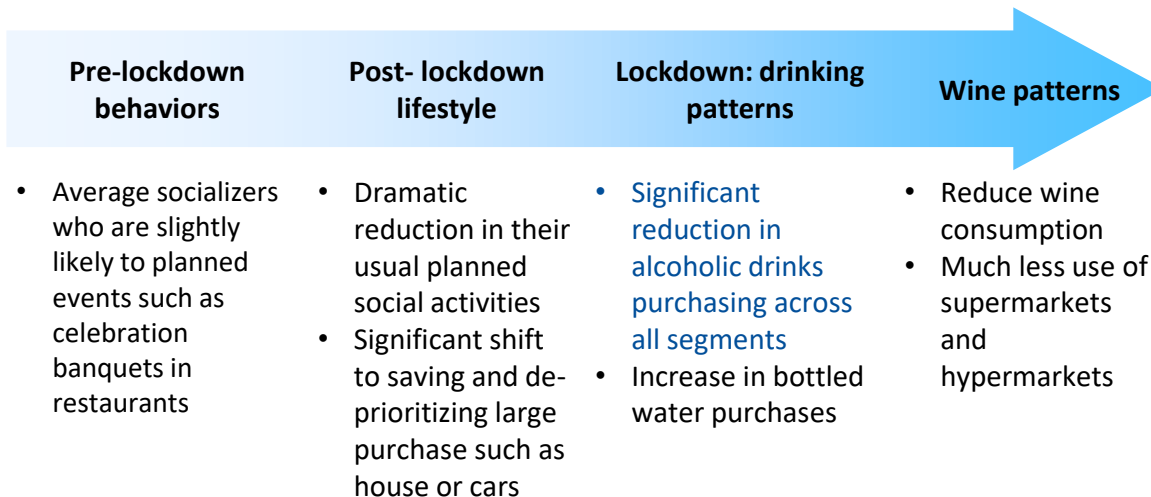 Pre-lockdown
behaviors
Post- lockdown
lifestyle
Lockdown: drinking
patterns
Wine patterns
• Average socializers
who are slightly
likely to planned
events such as
celebration
banquets in
restaurants
• Dramatic
reduction in their
usual planned
social activities
• Significant shift
to saving and de-
prioritizing large
purchase such as
house or cars
• Significant
reduction in
alcoholic drinks
purchasing across
all segments
• Increase in bottled
water purchases
• Reduce wine
consumption
• Much less use of
supermarkets
and
hypermarkets